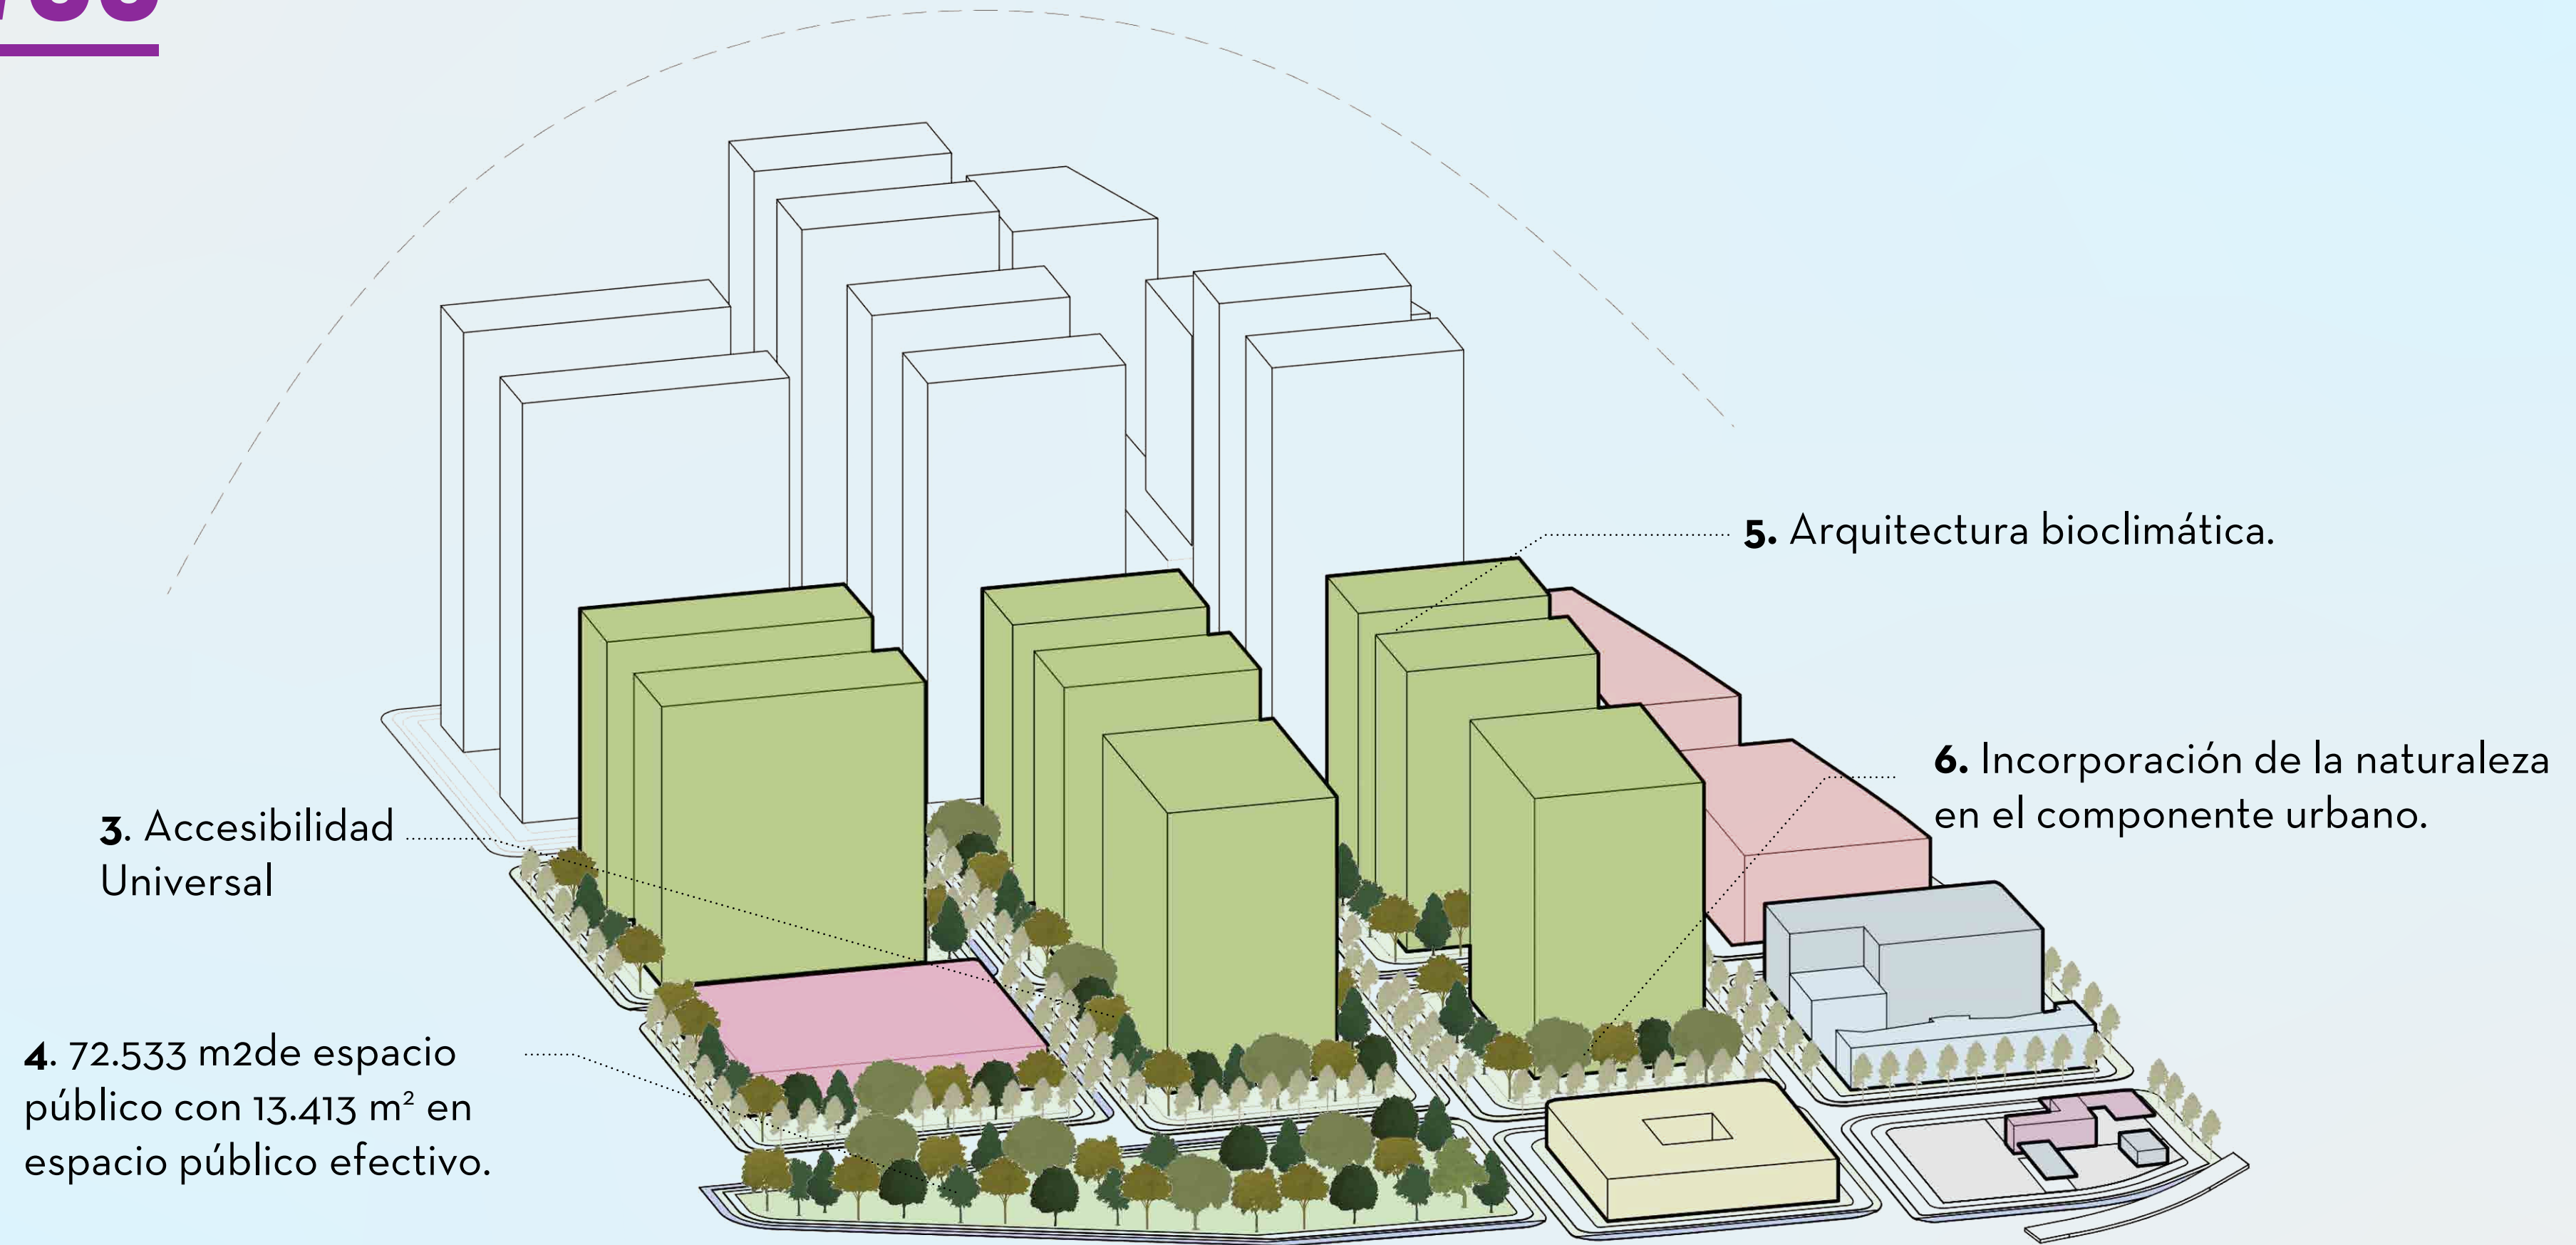 5. Arquitectura bioclimática.
6. Incorporación de la naturaleza
en el componente urbano.
3. Accesibilidad
Universal
4. 72.533 m2de espacio
público con 13.413 m² en
espacio público efectivo.